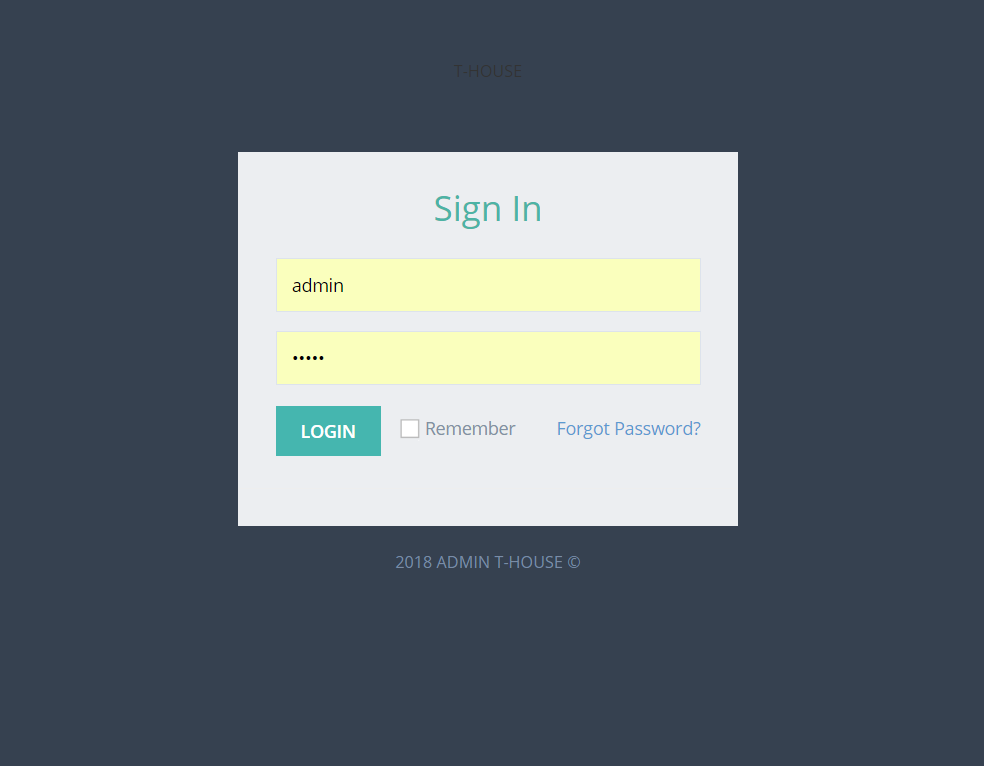 T-HOUSE
Sign In
admin
•••••
LOGIN Remember Forgot Password?
2018 ADMIN T-HOUSE ©